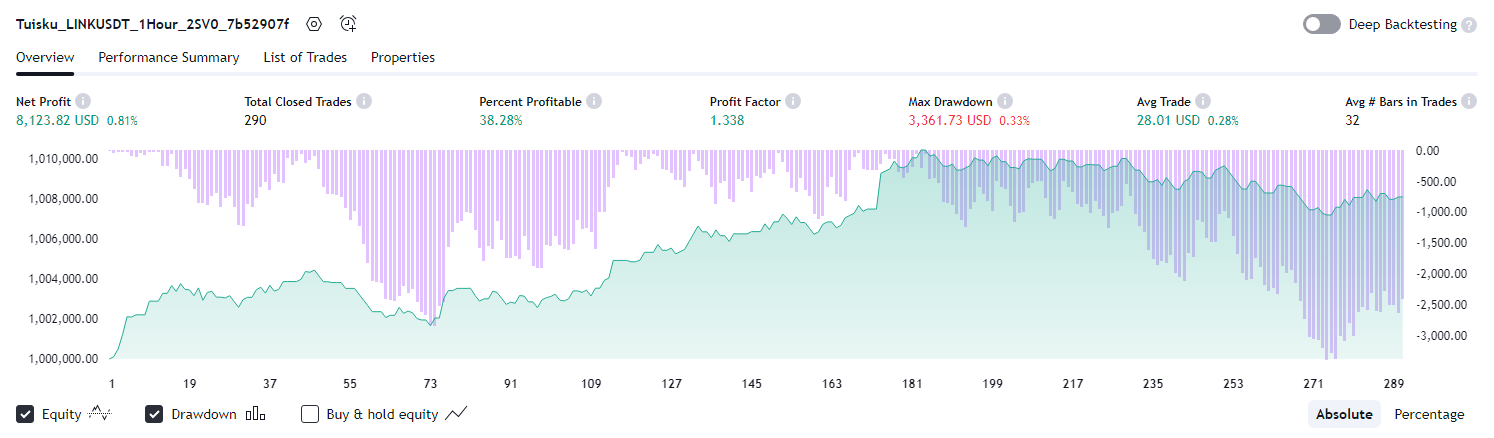 Tuisku_LINKUSDT_1Hour_2SV0_7b52907f
Deep Backtesting ?
Overview Performance Summary List of Trades Properties
Net Profit Total Closed Trades Percent Profitable Profit Factor Max Drawdown Avg Trade Avg # Bars in Trades
8,123.82 USD 0.81% 290 38.28% 1.338 3,361.73 USD 0.33% 28.01 USD 0.28% 32
1,010,000.00 0.00
1,008,000.00 -500.00
1,006,000.00 -1,000.00
1,004,000.00 -1,500.00
1,002,000.00 -2,000.00
1,000,000.00 -2,500.00
-3,000.00
1 19 37 55 73 91 109 127 145 163 181 199 217 235 253 271 289
Equity Drawdown Buy & hold equity Absolute Percentage